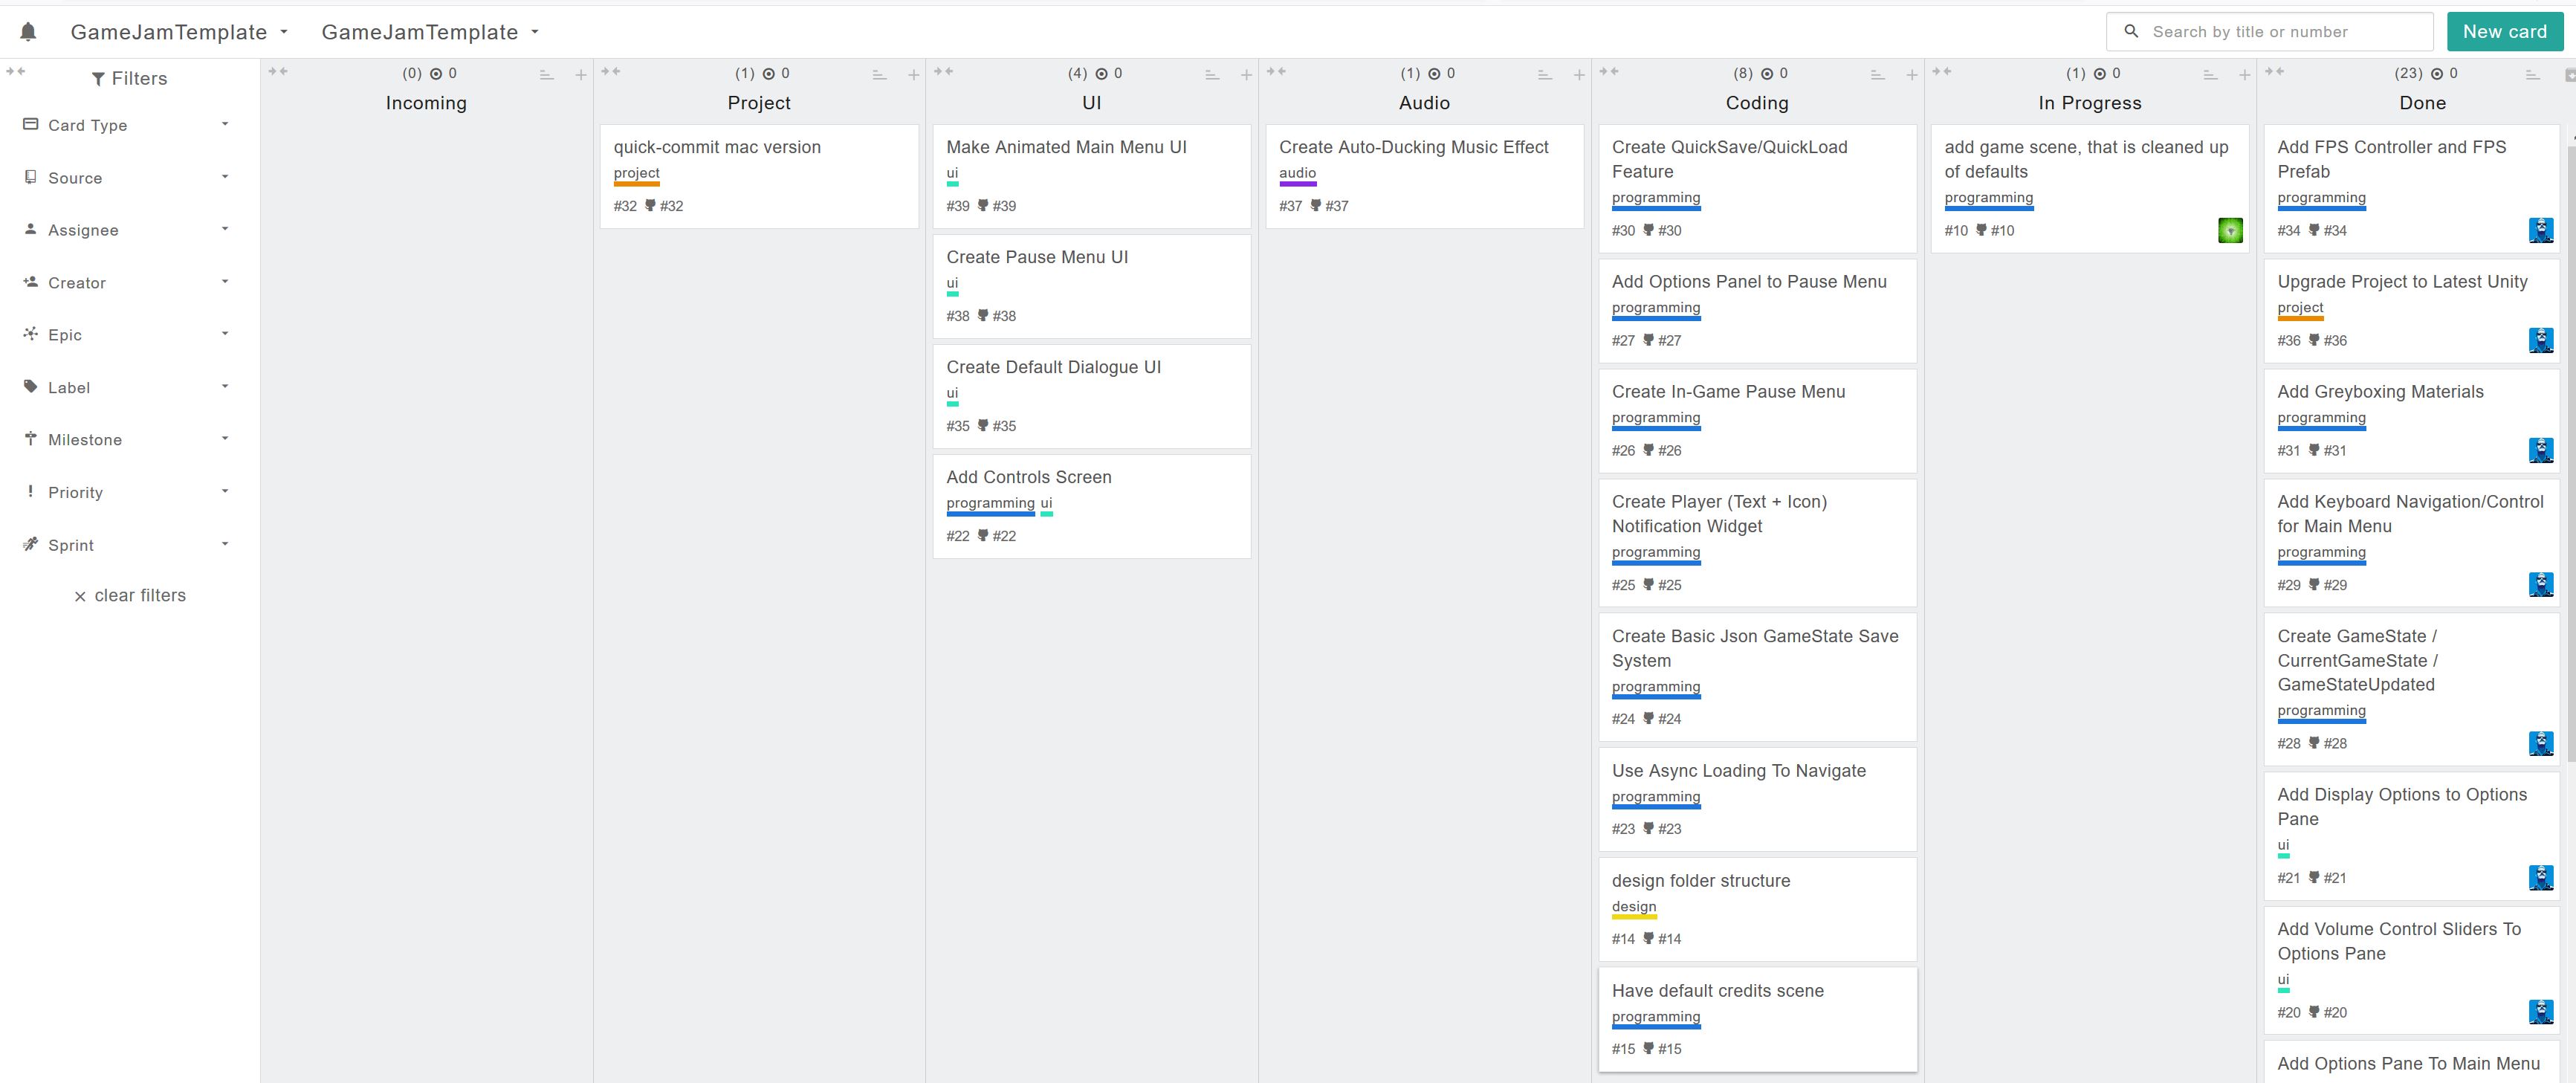 GameJamTemplate
GameJamTemplate
Search by title or number
New card
Filters
Card Type
Source
Assignee
Creator
Epic
Label
Milestone
Priority
Sprint
clear filters
(0) 0
Incoming
(1) 0
Project
quick-commit mac version
project
#32 #32
(4) 0
UI
Make Animated Main Menu UI
ui
#39 #39
Create Pause Menu UI
ui
#38 #38
Create Default Dialogue UI
ui
#35 #35
Add Controls Screen
programming ui
#22 #22
(1) 0
Audio
Create Auto-Ducking Music Effect
audio
#37 #37
(8) 0
Coding
Create QuickSave/QuickLoad
Feature
programming
#30 #30
Add Options Panel to Pause Menu
programming
#27 #27
Create In-Game Pause Menu
programming
#26 #26
Create Player (Text + Icon)
Notification Widget
programming
#25 #25
Create Basic Json GameState Save
System
programming
#24 #24
Use Async Loading To Navigate
programming
#23 #23
design folder structure
design
#14 #14
Have default credits scene
programming
#15 #15
(1) 0
In Progress
add game scene, that is cleaned up
of defaults
programming
#10 #10
(23) 0
Done
Add FPS Controller and FPS
Prefab
programming
#34 #34
Upgrade Project to Latest Unity
project
#36 #36
Add Greyboxing Materials
programming
#31 #31
Add Keyboard Navigation/Control
for Main Menu
programming
#29 #29
Create GameState /
CurrentGameState /
GameStateUpdated
programming
#28 #28
Add Display Options to Options
Pane
ui
#21 #21
Add Volume Control Sliders To
Options Pane
ui
#20 #20
Add Options Pane To Main Menu